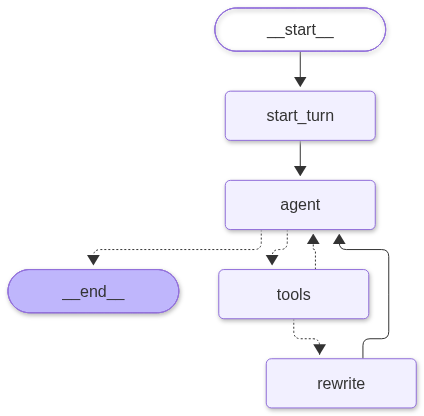 __start__
start_turn
agent
__end__
tools
rewrite